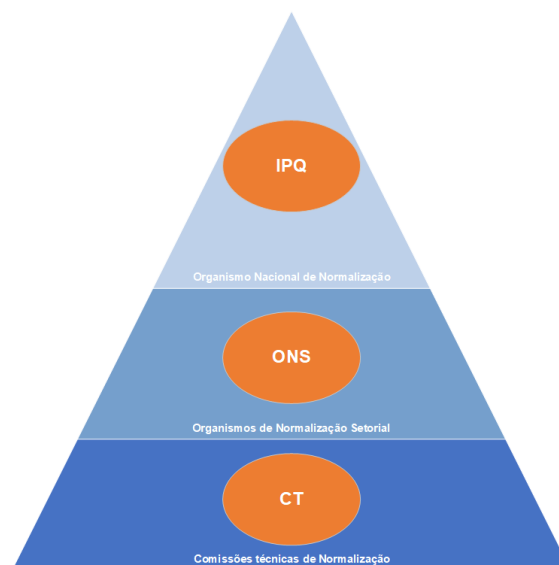 IPQ
Organismo Nacional de Normalização
ONS
Organismos de Normalização Setorial
CT
Comissões técnicas de Normalização